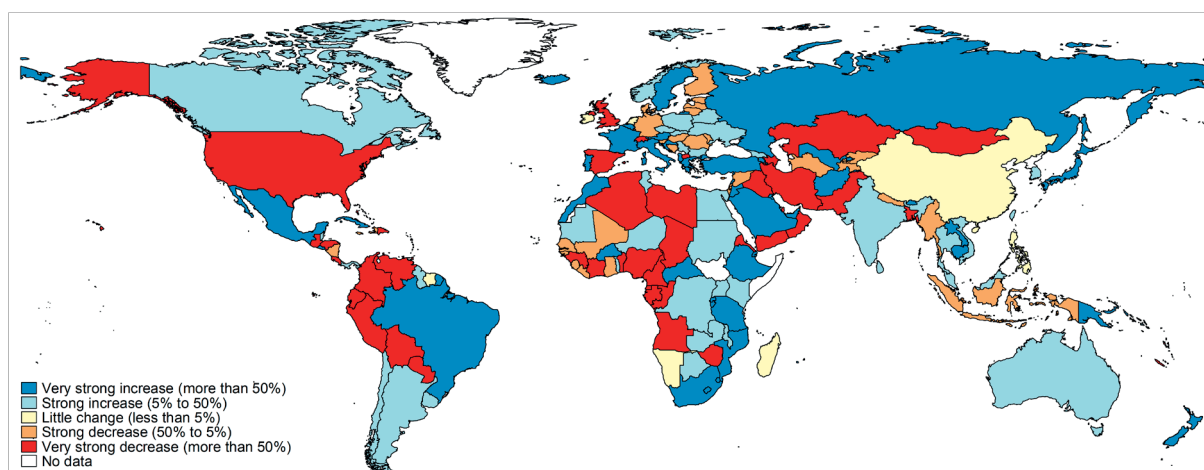 Very strong increase (more than 50%)
Strong increase (5% to 50%)
Little change (less than 5%)
Strong decrease (50% to 5%)
Very strong decrease (more than 50%)
No data